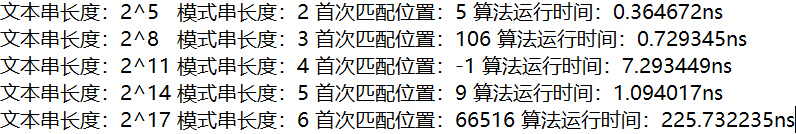 文本串长度：2^5   模式串长度：2 首次匹配位置：5 算法运行时间：0.364672ns
文本串长度：2^8   模式串长度：3 首次匹配位置：106 算法运行时间：0.729345ns
文本串长度：2^11 模式串长度：4 首次匹配位置：-1 算法运行时间：7.293449ns
文本串长度：2^14 模式串长度：5 首次匹配位置：9 算法运行时间：1.094017ns
文本串长度：2^17 模式串长度：6 首次匹配位置：66516 算法运行时间：225.732235ns